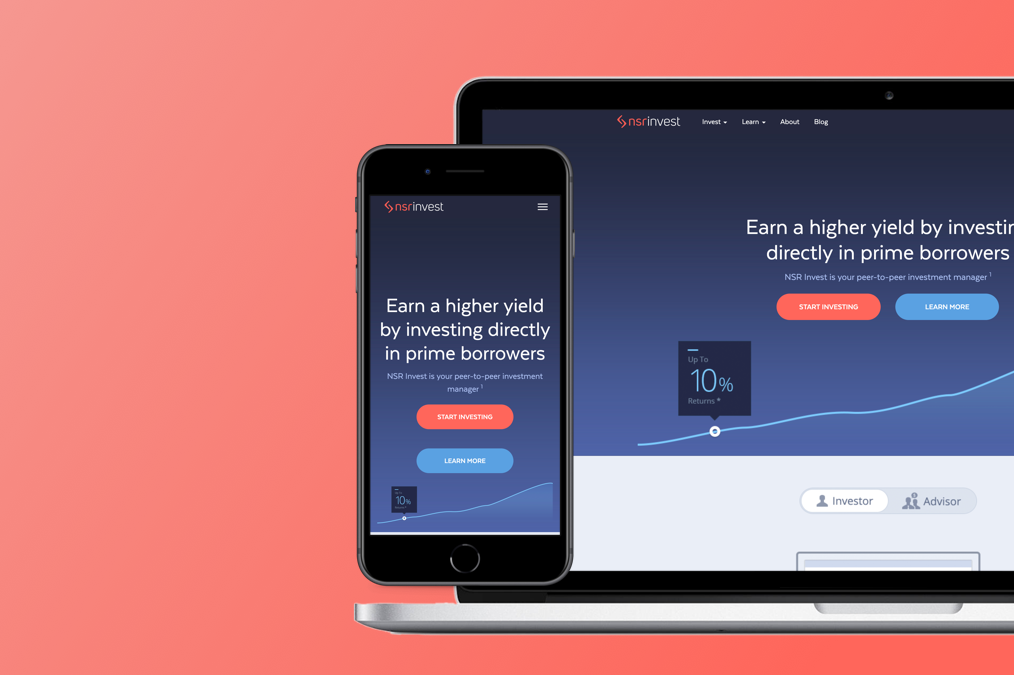 nsrinvest
Invest
Learn
About
Blog
Earn a higher yield by
directly in prime borrowers
NSR Invest is your peer-to-peer investment manager 1
START INVESTING
LEARN MORE
Up To
10%
Returns *
Investor
Advisor
nsrinvest
Earn a higher yield
by investing directly
in prime borrowers
NSR Invest is your peer-to-peer investment
manager 1
START INVESTING
LEARN MORE
10%